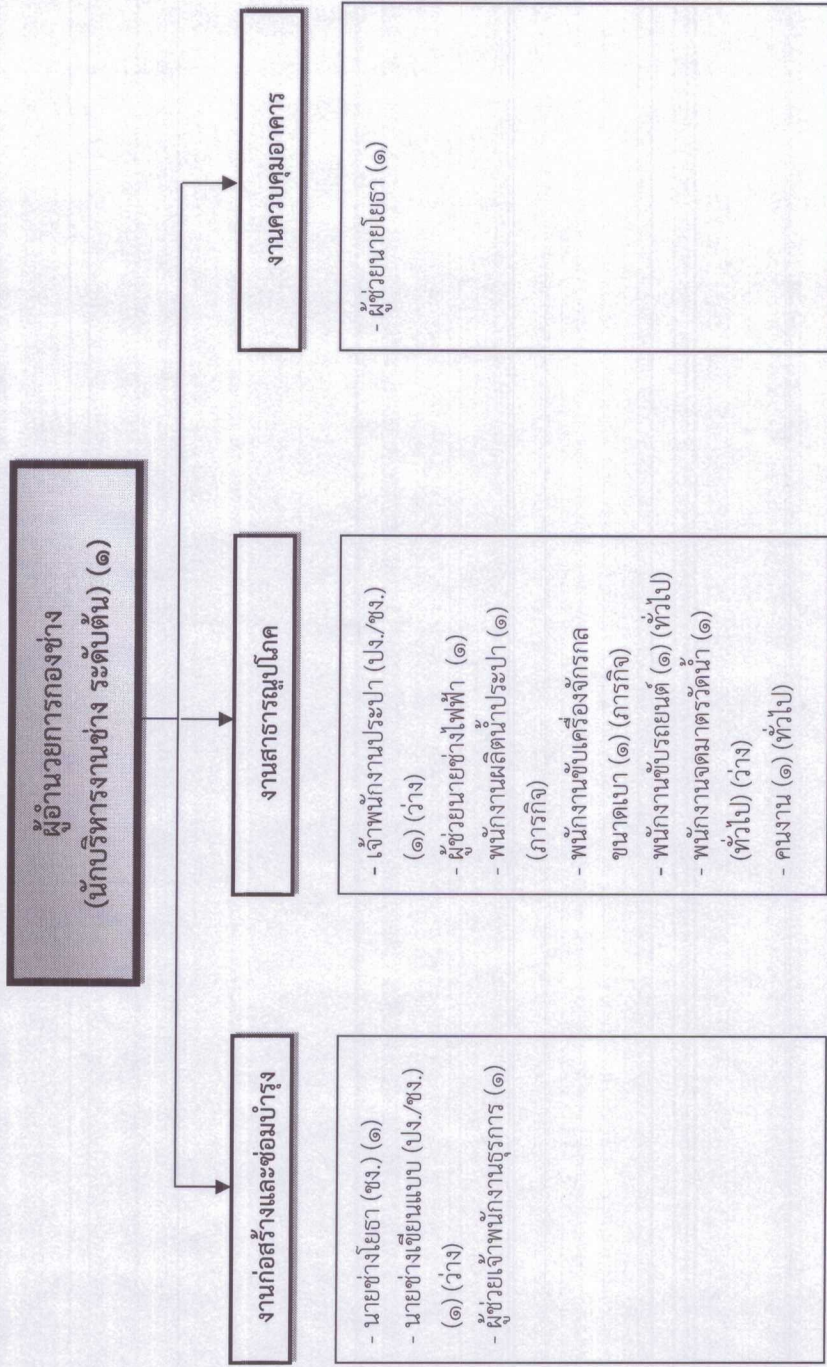 ผู้อำนวยการกองช่าง
(นักบริหารงานช่าง ระดับต้น) (๑)
งานก่อสร้างและซ่อมบำรุง
- นายช่างโยธา (ชง.) (๑)
- นายช่างเขียนแบบ (ปง./ชง.)
(๑) (ว่าง)
- ผู้ช่วยเจ้าพนักงานธุรการ (๑)
งานสาธารณูปโภค
- เจ้าพนักงานประปา (ปง./ชง.)
(๑) (ว่าง)
- ผู้ช่วยนายช่างไฟฟ้า (๑)
- พนักงานผลิตน้ำประปา (๑)
(ภารกิจ)
- พนักงานขับเครื่องจักรกล
ขนาดเบา (๑) (ภารกิจ)
- พนักงานขับรถยนต์ (๑) (ทั่วไป)
- พนักงานจดมาตรวัดน้ำ (๑)
(ทั่วไป) (ว่าง)
- คนงาน (๑) (ทั่วไป)
งานควบคุมอาคาร
- ผู้ช่วยนายโยธา (๑)